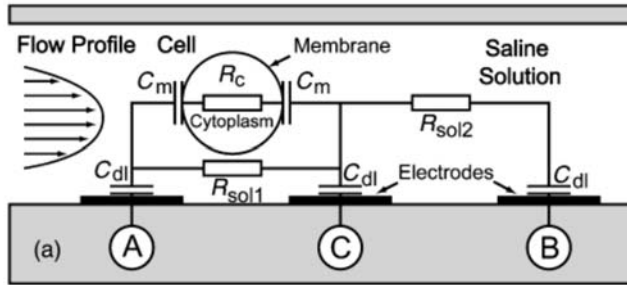 Flow Profile
Cell
Membrane
Saline
Solution
Cm
Rc
Cm
Cytoplasm
Rsol2
Cdl
Rsol1
Cdl
Electrodes
Cdl
(a)
A
C
B